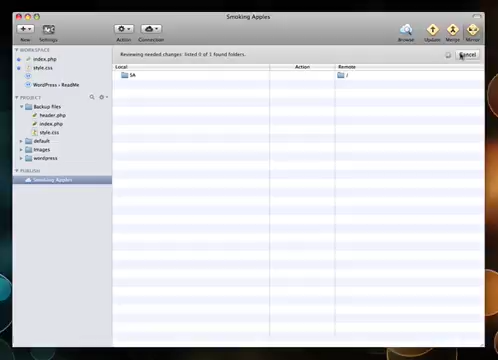 Smoking Apples
New
Settings
Action
Connection
Browse
Update
Merge
Mirror
WORKSPACE
index.php
style.css
WordPress › ReadMe
PROJECT
Backup files
header.php
index.php
style.css
default
images
wordpress
PUBLISH
Smoking Apples
Reviewing needed changes: listed 0 of 1 found folders.
Cancel
Local
Action
Remote
SA
/